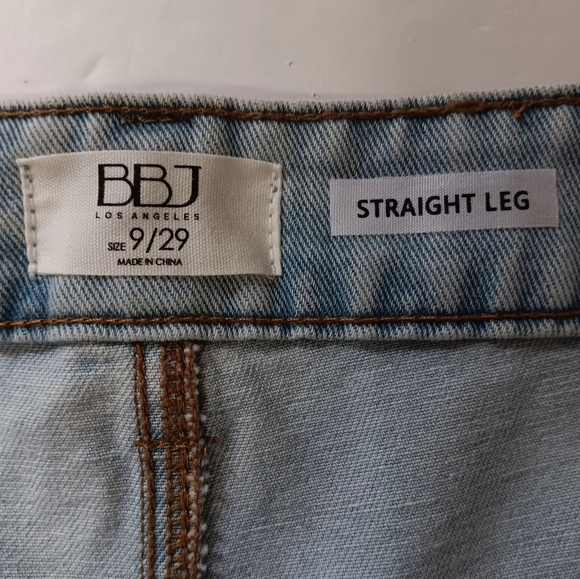 BBJ
LOS ANGELES
SIZE 9/29
MADE IN CHINA
STRAIGHT LEG